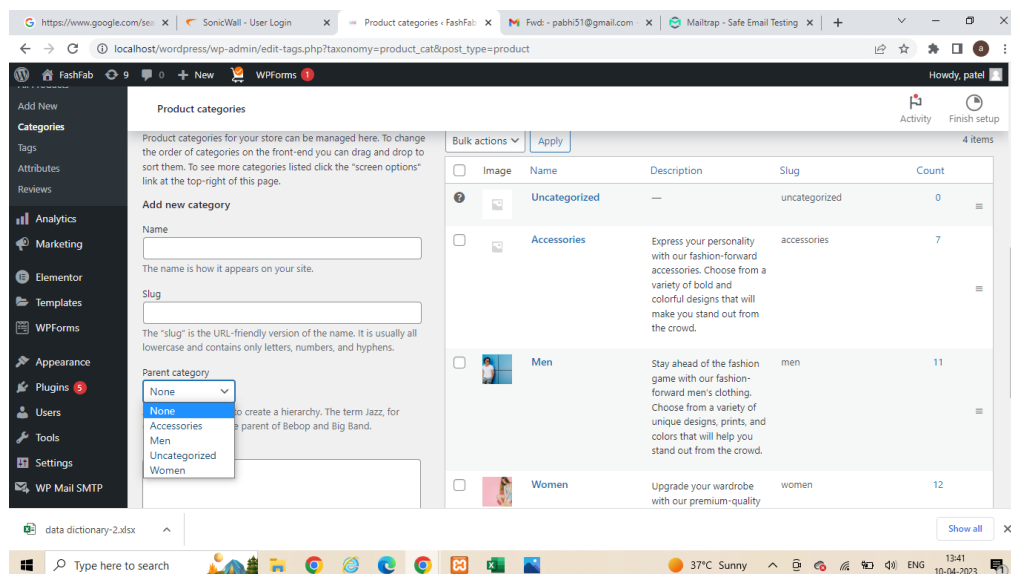 https://www.google.com/sea
SonicWall - User Login
Product categories ‹ FashFab
Fwd: - pabhi51@gmail.com -
Mailtrap - Safe Email Testing
localhost/wordpress/wp-admin/edit-tags.php?taxonomy=product_cat&post_type=product
a
FashFab 9 0 + New WPForms 1
Howdy, patel
Add New
Categories
Tags
Attributes
Reviews
Analytics
Marketing
Elementor
Templates
WPForms
Appearance
Plugins 5
Users
Tools
Settings
WP Mail SMTP
Product categories
Activity
Finish setup
Product categories for your store can be managed here. To change
the order of categories on the front-end you can drag and drop to
sort them. To see more categories listed click the "screen options"
link at the top-right of this page.
Add new category
Name
The name is how it appears on your site.
Slug
The "slug" is the URL-friendly version of the name. It is usually all
lowercase and contains only letters, numbers, and hyphens.
Parent category
None
None
Accessories
Men
Uncategorized
Women
to create a hierarchy. The term Jazz, for
parent of Bebop and Big Band.
Bulk actions
Apply
4 items
Image Name Description Slug Count
Uncategorized — uncategorized 0
Accessories
Express your personality
with our fashion-forward
accessories. Choose from a
variety of bold and
colorful designs that will
make you stand out from
the crowd.
accessories 7
Men
Stay ahead of the fashion
game with our fashion-
forward men's clothing.
Choose from a variety of
unique designs, prints, and
colors that will help you
stand out from the crowd.
men 11
Women
Upgrade your wardrobe
with our premium-quality
women 12
data dictionary-2.xlsx
Show all
Type here to search
37°C Sunny
ENG
13:41
10-04-2023